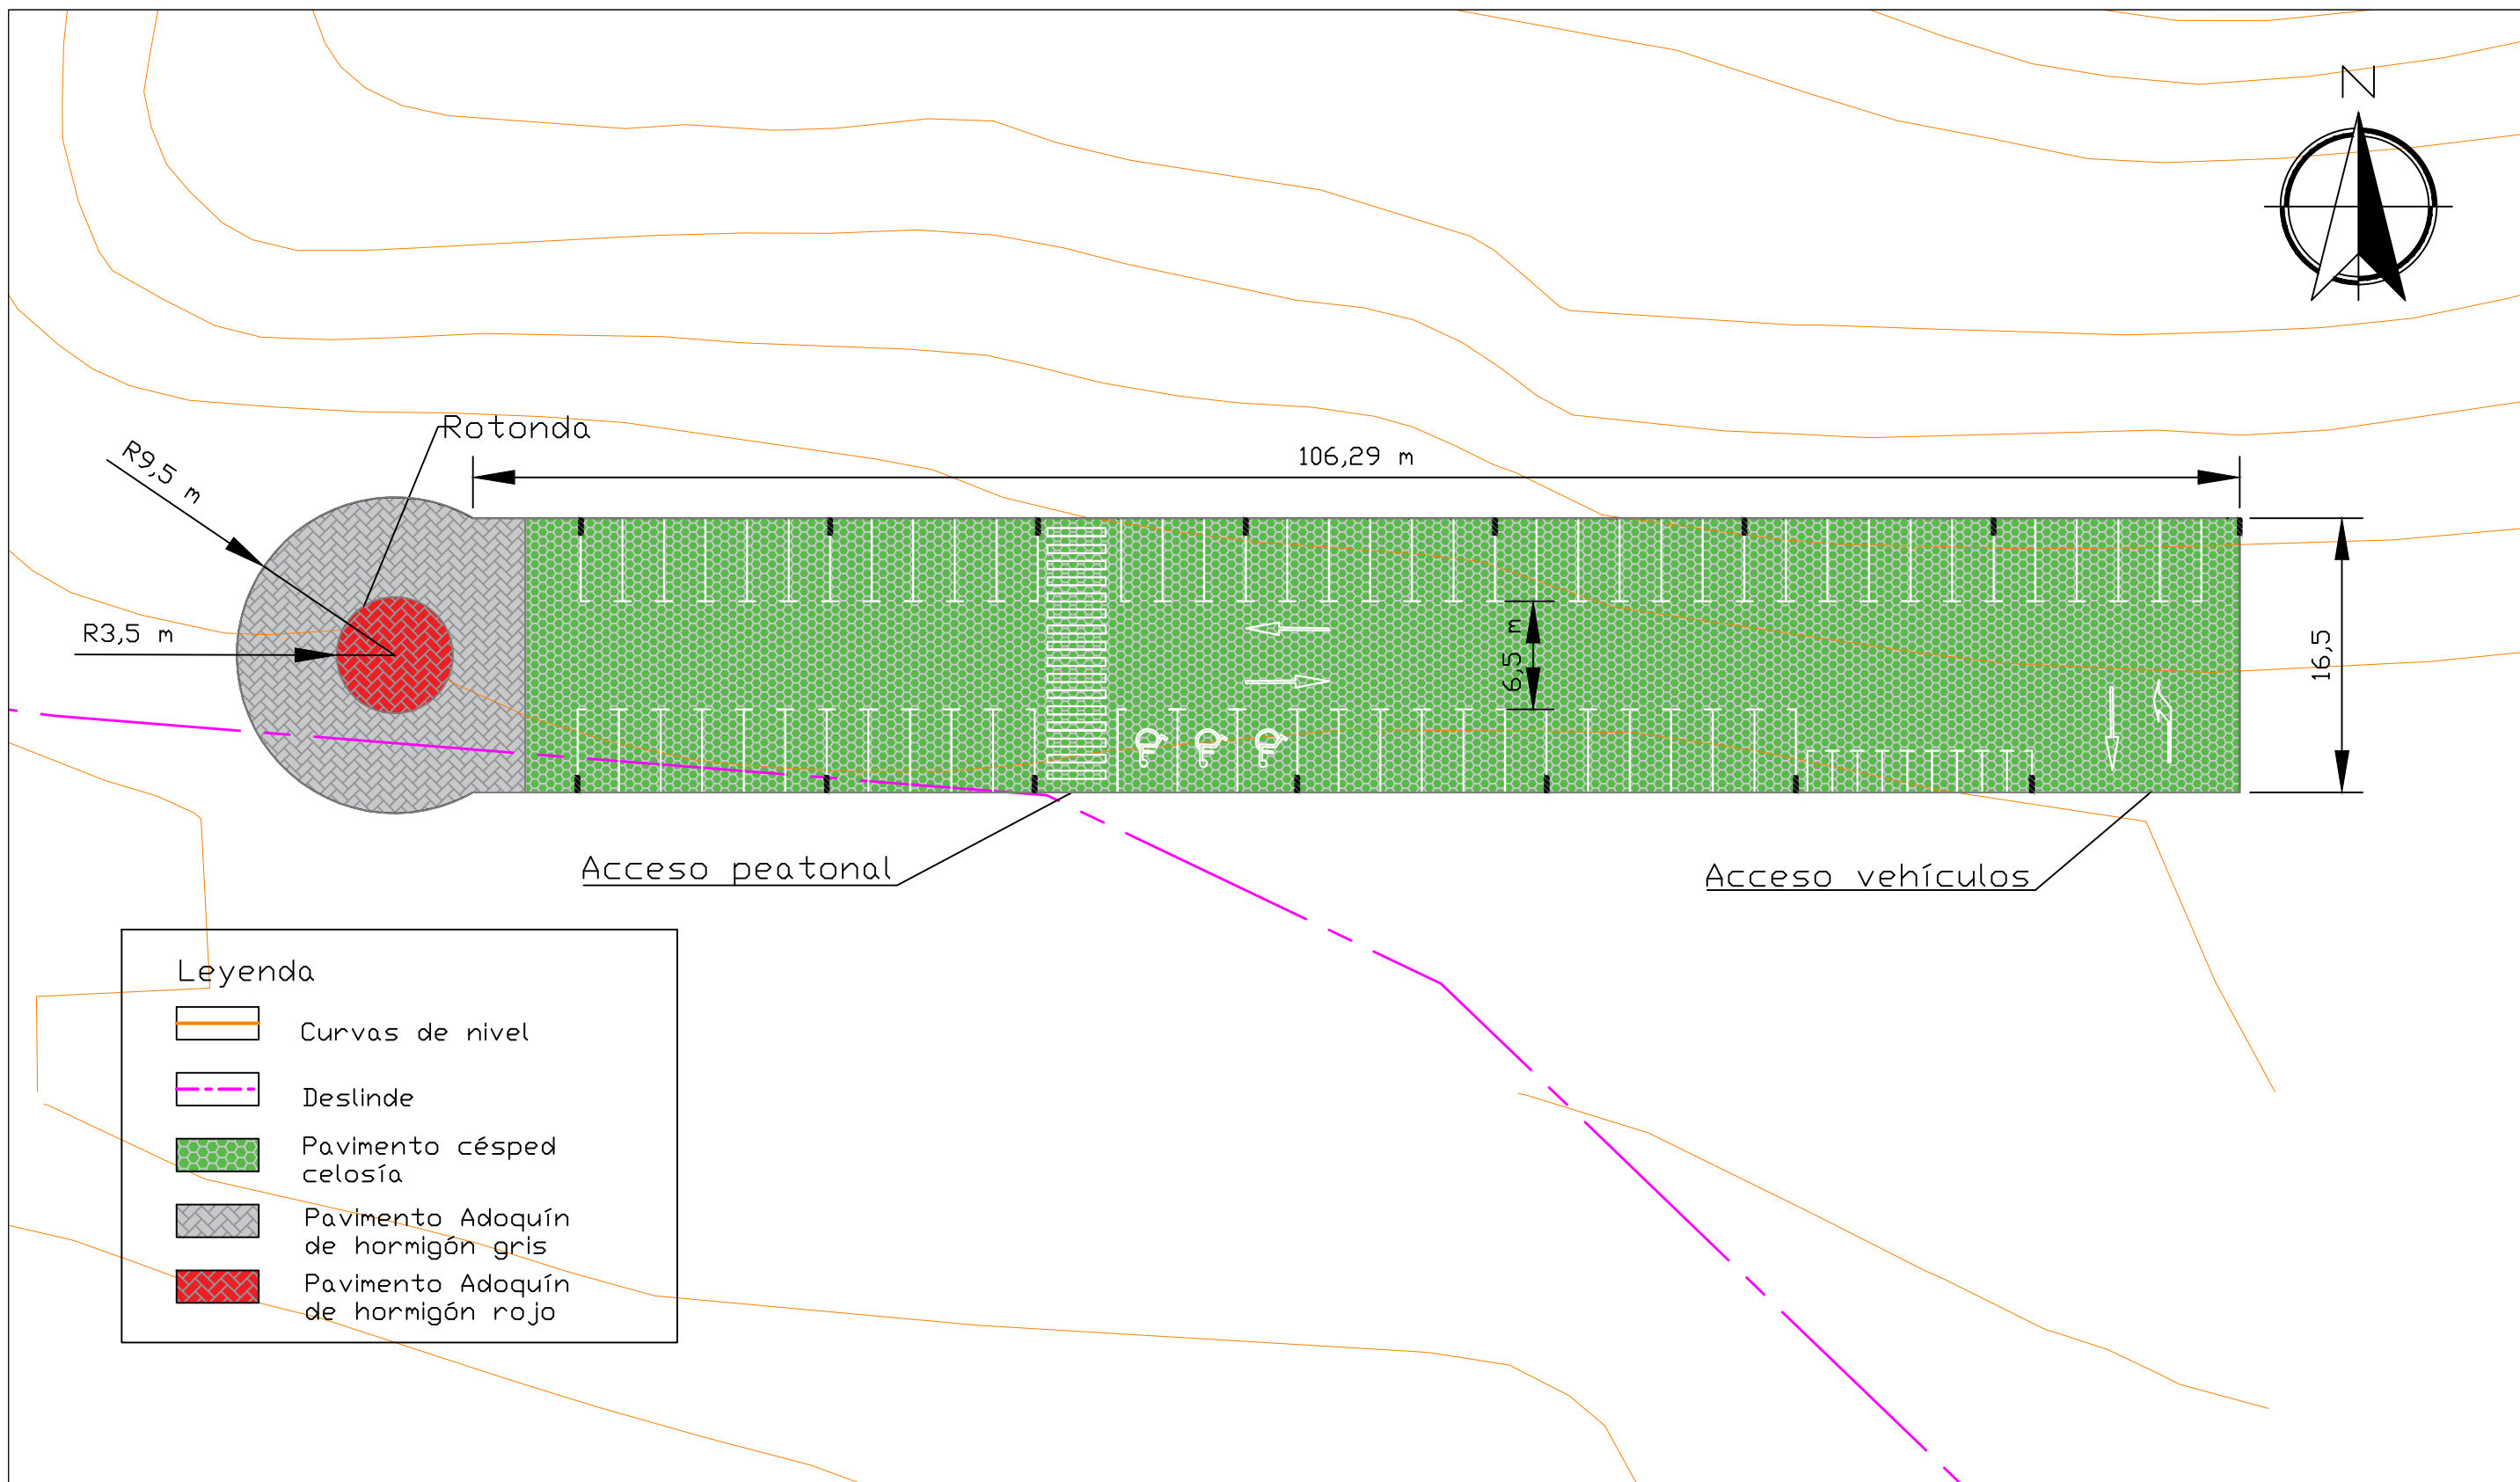 N
Rotonda
R9,5 m
106,29 m
R3,5 m
6,5 m
16,5
Acceso peatonal
Acceso vehículos
Leyenda
Curvas de nivel
Deslinde
Pavimento césped
celosía
Pavimento Adoquín
de hormigón gris
Pavimento Adoquín
de hormigón rojo